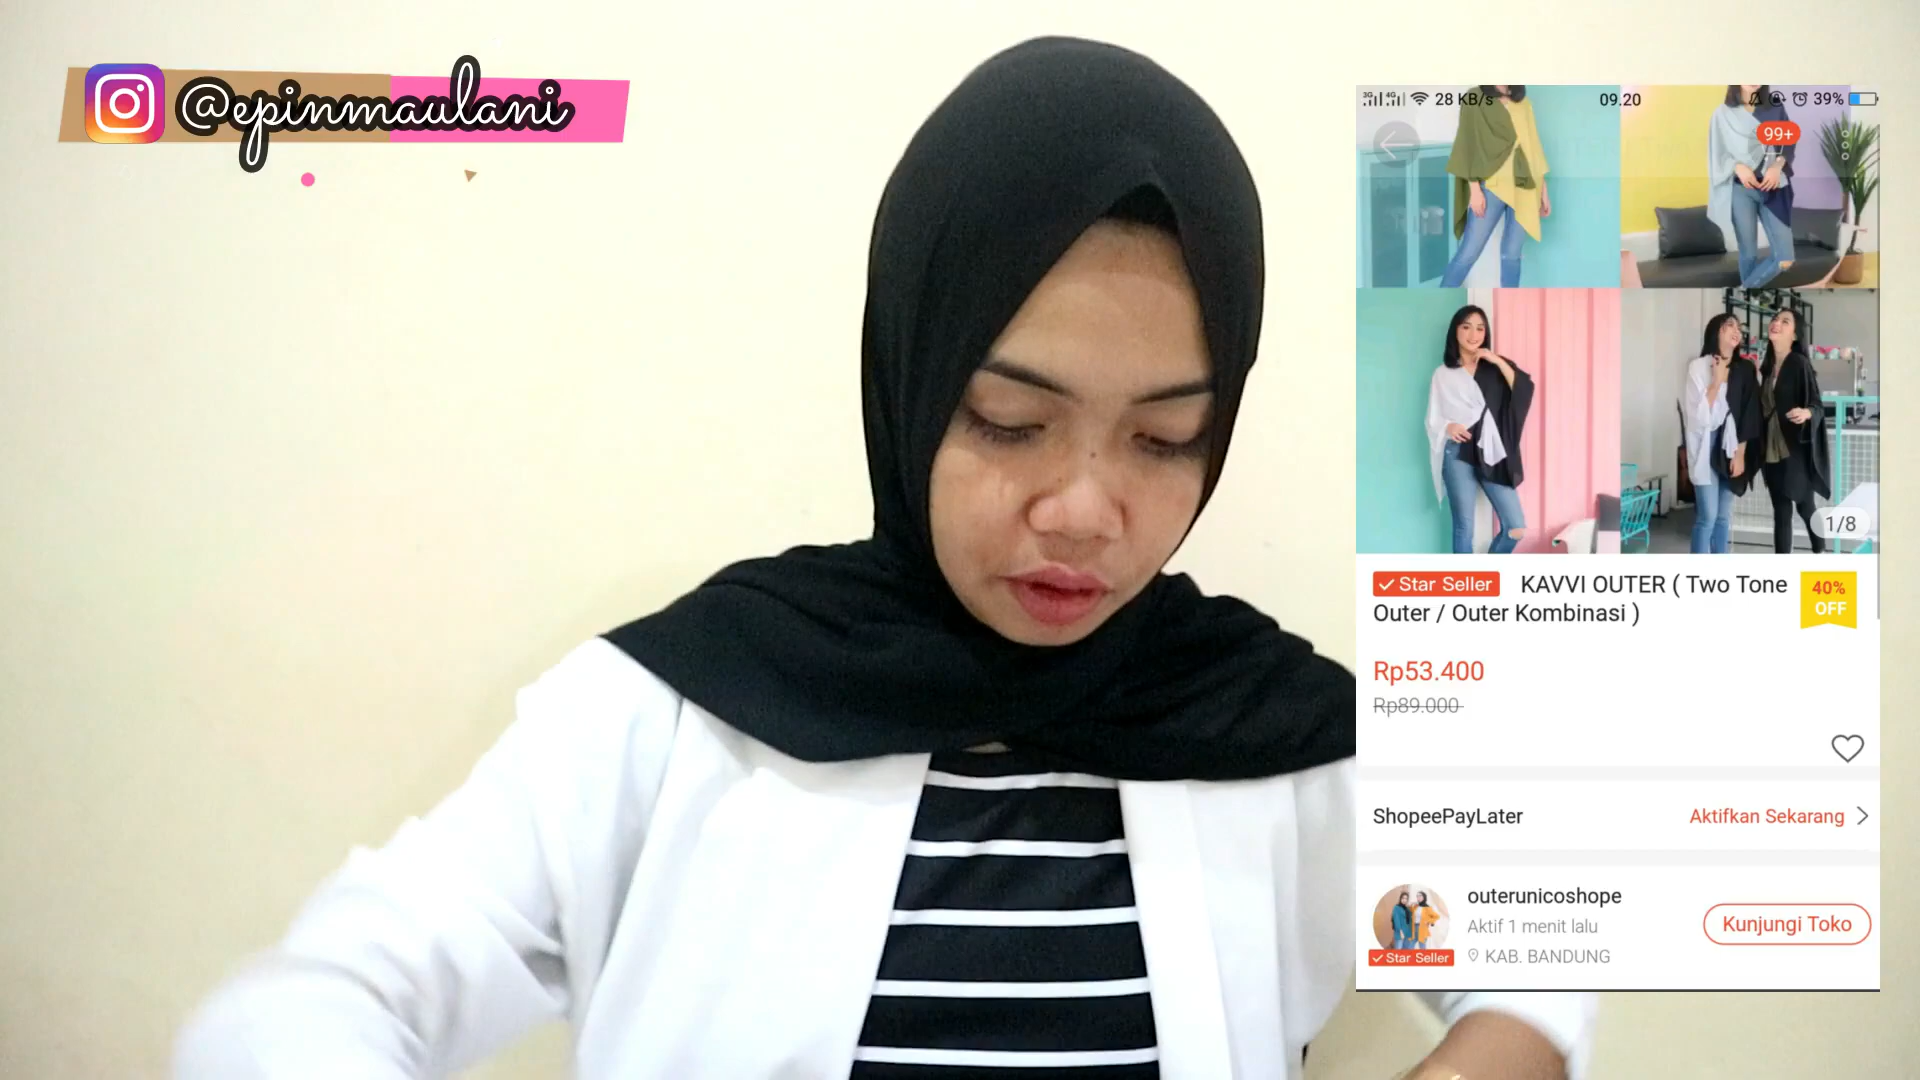 @epinmaulani
3G 4G 28 KB/s 09.20 39%
99+
1/8
Star Seller KAVVI OUTER ( Two Tone
Outer / Outer Kombinasi )
40%
OFF
Rp53.400
Rp89.000
ShopeePayLater Aktifkan Sekarang
outerunicoshope
Aktif 1 menit lalu
Kunjungi Toko
Star Seller
KAB. BANDUNG